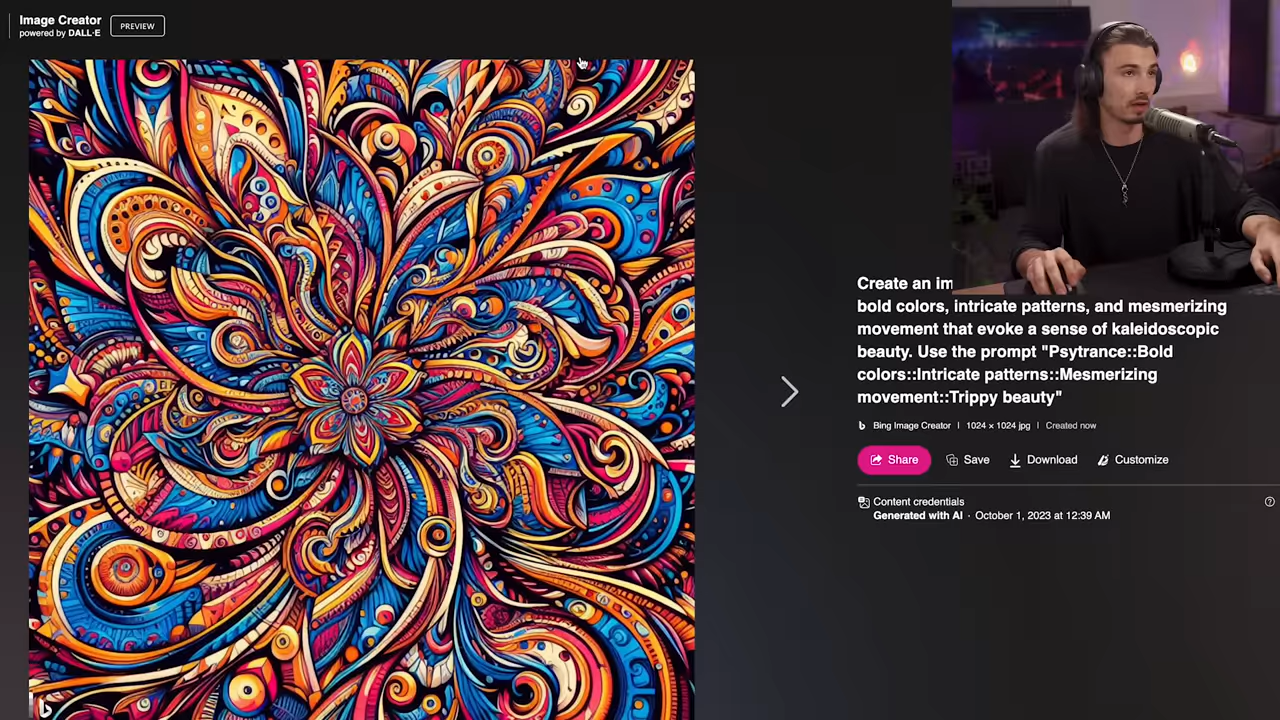 Image Creator
powered by DALL·E
PREVIEW
Create an im
bold colors, intricate patterns, and mesmerizing
movement that evoke a sense of kaleidoscopic
beauty. Use the prompt "Psytrance::Bold
colors::Intricate patterns::Mesmerizing
movement::Trippy beauty"
Bing Image Creator | 1024 × 1024 jpg | Created now
Share Save Download Customize
Content credentials
Generated with AI · October 1, 2023 at 12:39 AM